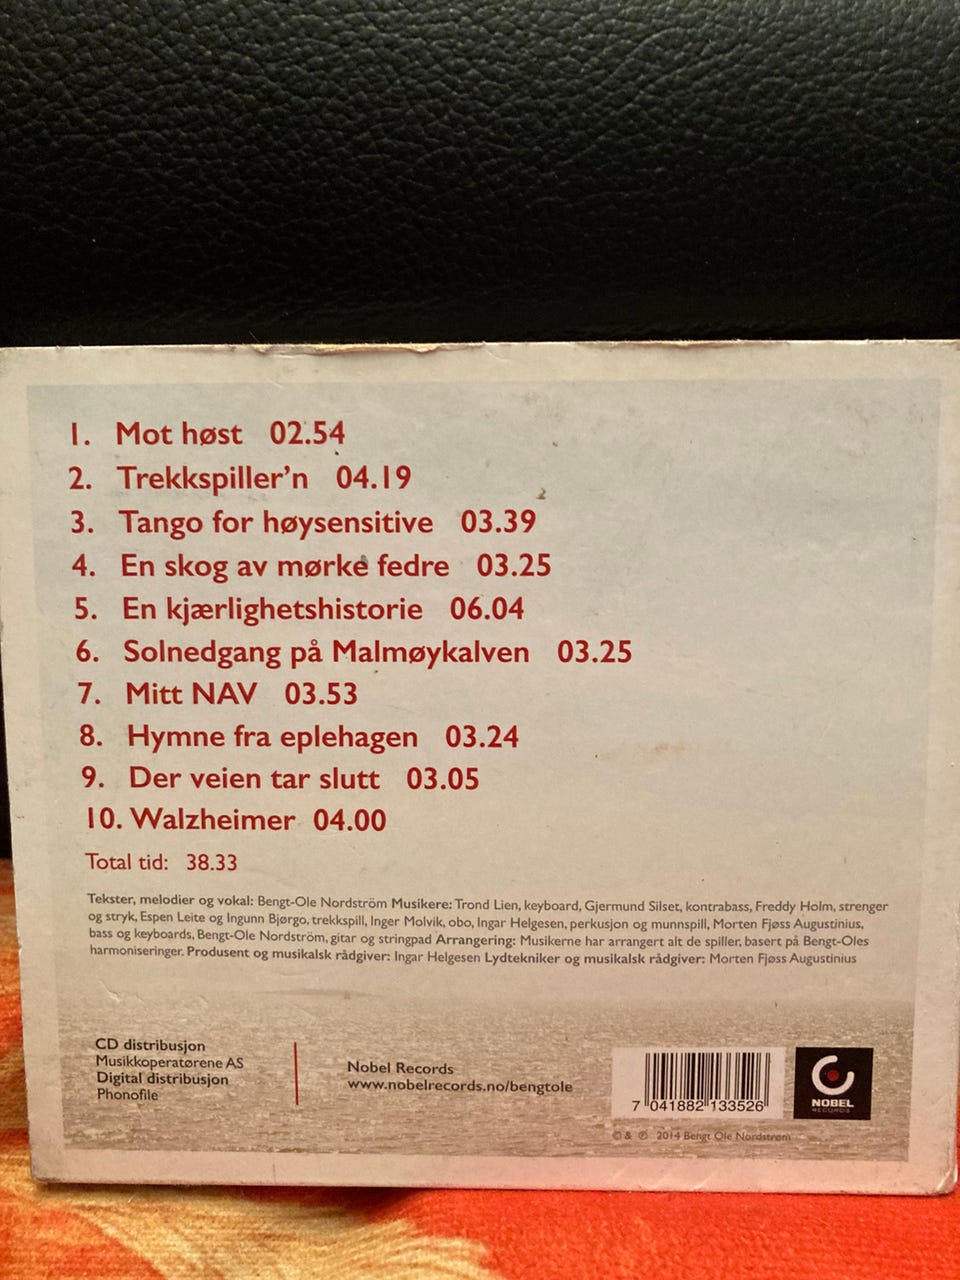 1. Mot høst 02.54
2. Trekkspiller'n 04.19
3. Tango for høysensitive 03.39
4. En skog av mørke fedre 03.25
5. En kjærlighetshistorie 06.04
6. Solnedgang på Malmøykalven 03.25
7. Mitt NAV 03.53
8. Hymne fra eplehagen 03.24
9. Der veien tar slutt 03.05
10. Walzheimer 04.00
Total tid: 38.33
Tekster, melodier og vokal: Bengt-Ole Nordström Musikere: Trond Lien, keyboard, Gjermund Silset, kontrabass, Freddy Holm, strenger
og stryk, Espen Leite og Ingunn Bjørgo, trekkspill, Inger Molvik, obo, Ingar Helgesen, perkusjon og munnspill, Morten Fjøss Augustinius,
bass og keyboards, Bengt-Ole Nordström, gitar og stringpad Arrangering: Musikerne har arrangert alt de spiller, basert på Bengt-Oles
harmoniseringer. Produsent og musikalsk rådgiver: Ingar Helgesen Lydtekniker og musikalsk rådgiver: Morten Fjøss Augustinius
CD distribusjon
Musikkoperatørene AS
Digital distribusjon
Phonofile
Nobel Records
www.nobelrecords.no/bengtole
7 041882 133526
NOBEL
RECORDS
© & ℗ 2014 Bengt Ole Nordström